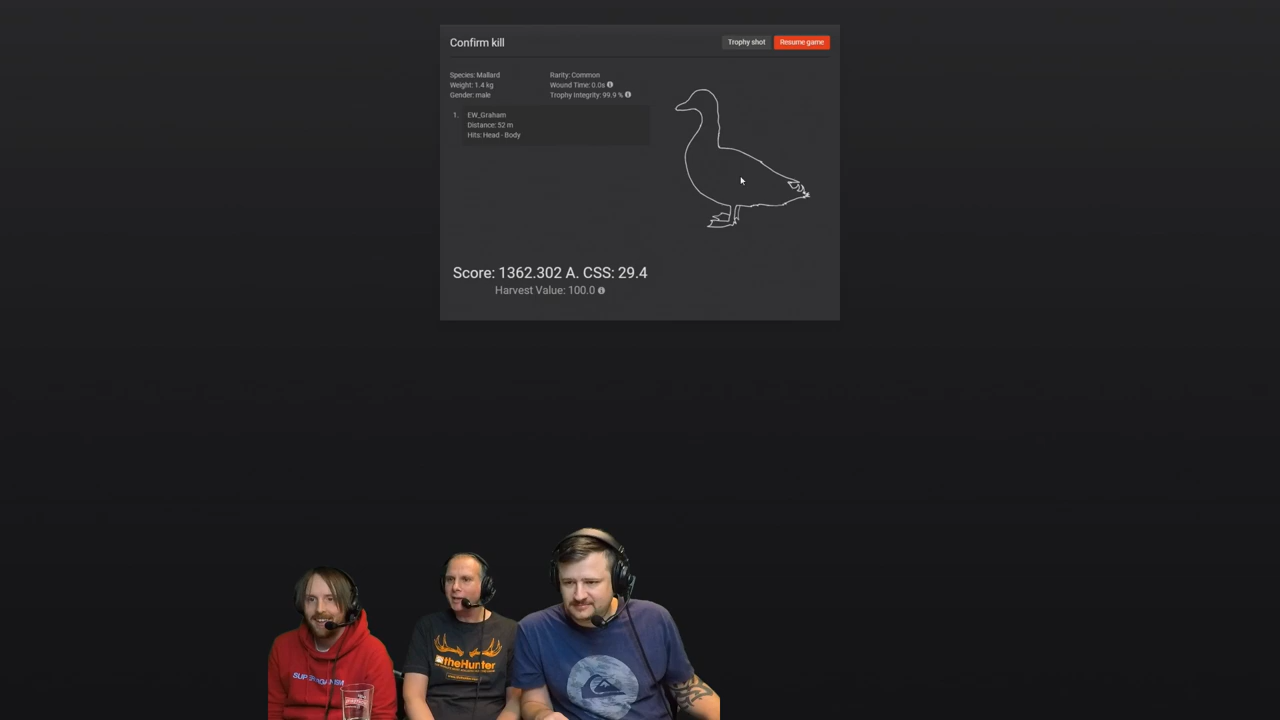 Confirm kill
Trophy shot
Resume game
Species: Mallard
Rarity: Common
Weight: 1.4 kg
Wound Time: 0.0s
Gender: male
Trophy Integrity: 99.9 %
1. EW_Graham
Distance: 52 m
Hits: Head - Body
Score: 1362.302 A. CSS: 29.4
Harvest Value: 100.0
theHunter